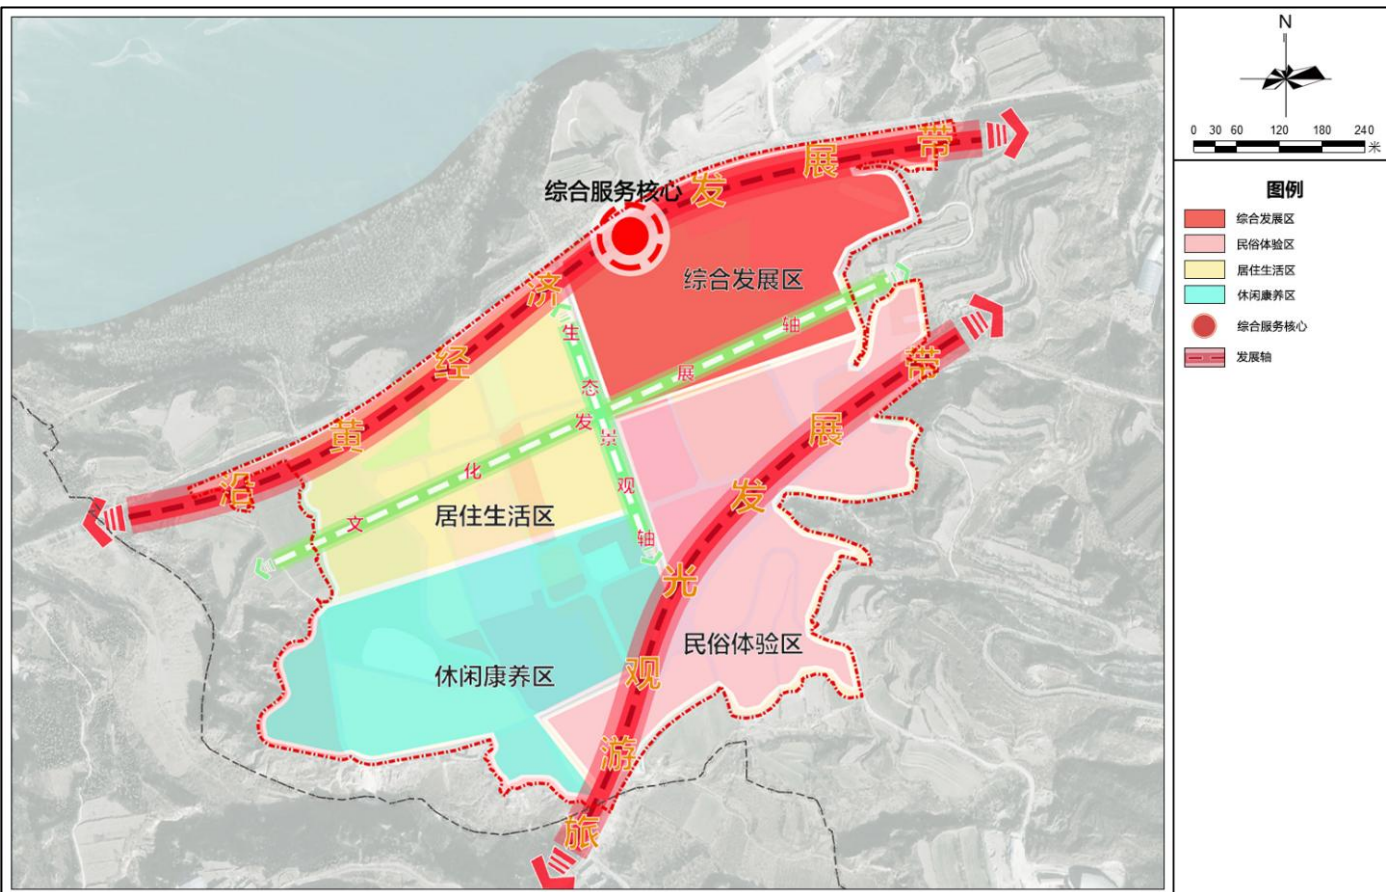 综合服务核心
沿黄经济发展带
综合发展区
生态景观轴
文化发展轴
居住生活区
旅游观光发展带
民俗体验区
休闲康养区
N
0 30 60 120 180 240
米
图例
综合发展区
民俗体验区
居住生活区
休闲康养区
综合服务核心
发展轴